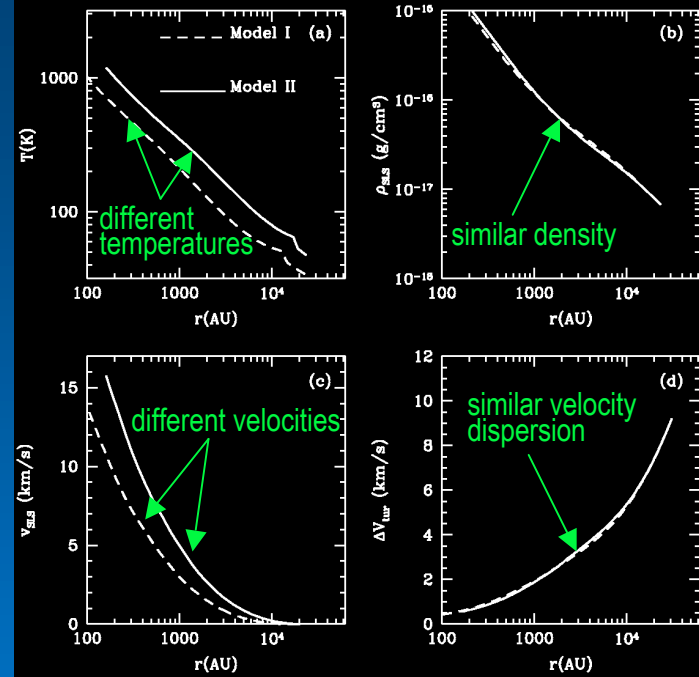 Model I
(a)
Model II
1000
100
T(K)
different
temperatures
100
1000
10⁴
r(AU)
10⁻¹⁵
(b)
10⁻¹⁶
10⁻¹⁷
10⁻¹⁸
ρSLS (g/cm³)
similar density
100
1000
10⁴
r(AU)
15
(c)
10
5
0
vSLS (km/s)
different velocities
100
1000
10⁴
r(AU)
12
(d)
10
8
6
4
2
0
ΔVtur (km/s)
similar velocity
dispersion
100
1000
10⁴
r(AU)